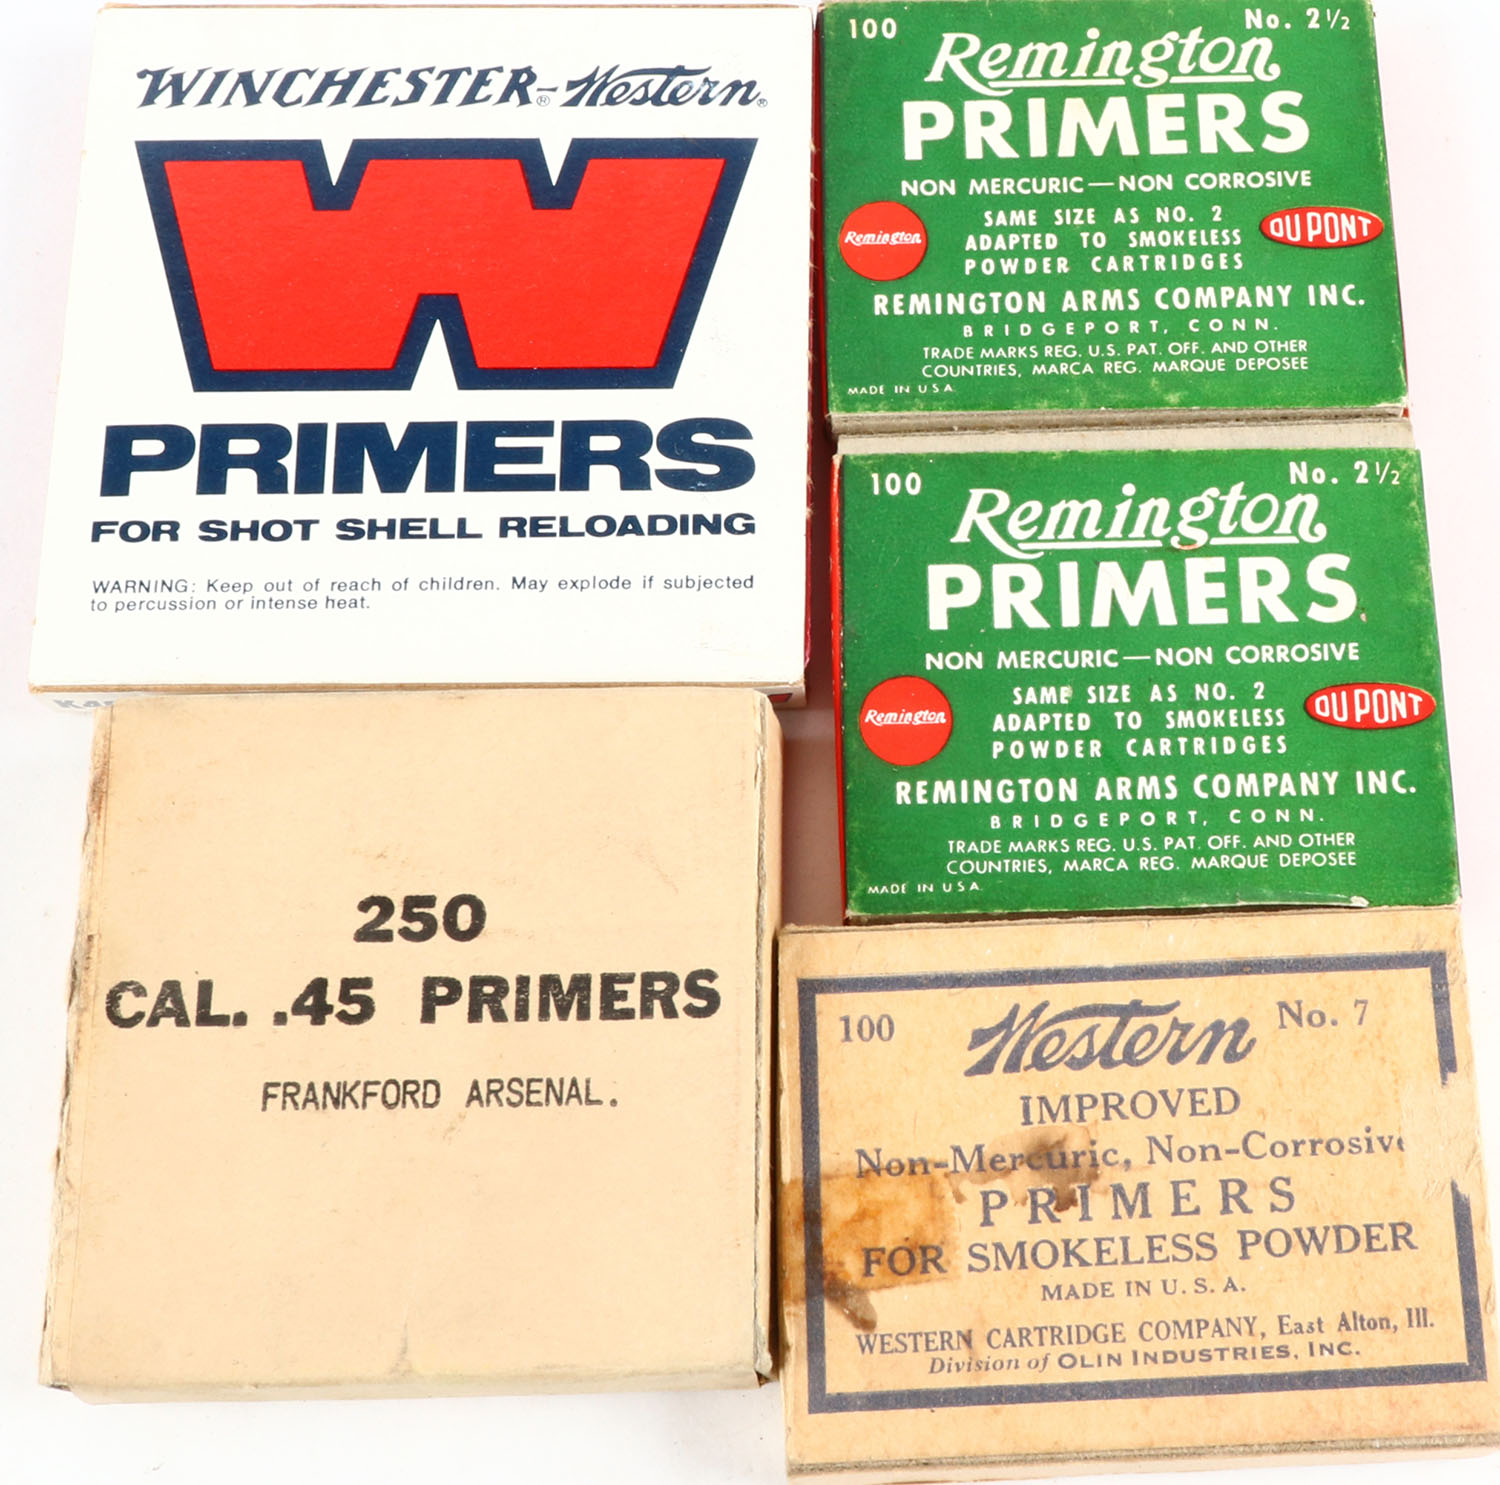 WINCHESTER®-Western®
PRIMERS
FOR SHOT SHELL RELOADING
WARNING: Keep out of reach of children. May explode if subjected
to percussion or intense heat.
100 No. 2 1/2
Remington
PRIMERS
NON MERCURIC—NON CORROSIVE
SAME SIZE AS NO. 2
ADAPTED TO SMOKELESS
POWDER CARTRIDGES
Remington
DU PONT
REMINGTON ARMS COMPANY INC.
BRIDGEPORT, CONN.
TRADE MARKS REG. U.S. PAT. OFF. AND OTHER
COUNTRIES, MARCA REG. MARQUE DEPOSEE
MADE IN U.S.A.
100 No. 2 1/2
Remington
PRIMERS
NON MERCURIC—NON CORROSIVE
SAME SIZE AS NO. 2
ADAPTED TO SMOKELESS
POWDER CARTRIDGES
Remington
DU PONT
REMINGTON ARMS COMPANY INC.
BRIDGEPORT, CONN.
TRADE MARKS REG. U.S. PAT. OFF. AND OTHER
COUNTRIES, MARCA REG. MARQUE DEPOSEE
MADE IN U.S.A.
250
CAL. .45 PRIMERS
FRANKFORD ARSENAL.
100 Western No. 7
IMPROVED
Non-Mercuric, Non-Corrosive
PRIMERS
FOR SMOKELESS POWDER
MADE IN U. S. A.
WESTERN CARTRIDGE COMPANY, East Alton, Ill.
Division of OLIN INDUSTRIES, INC.